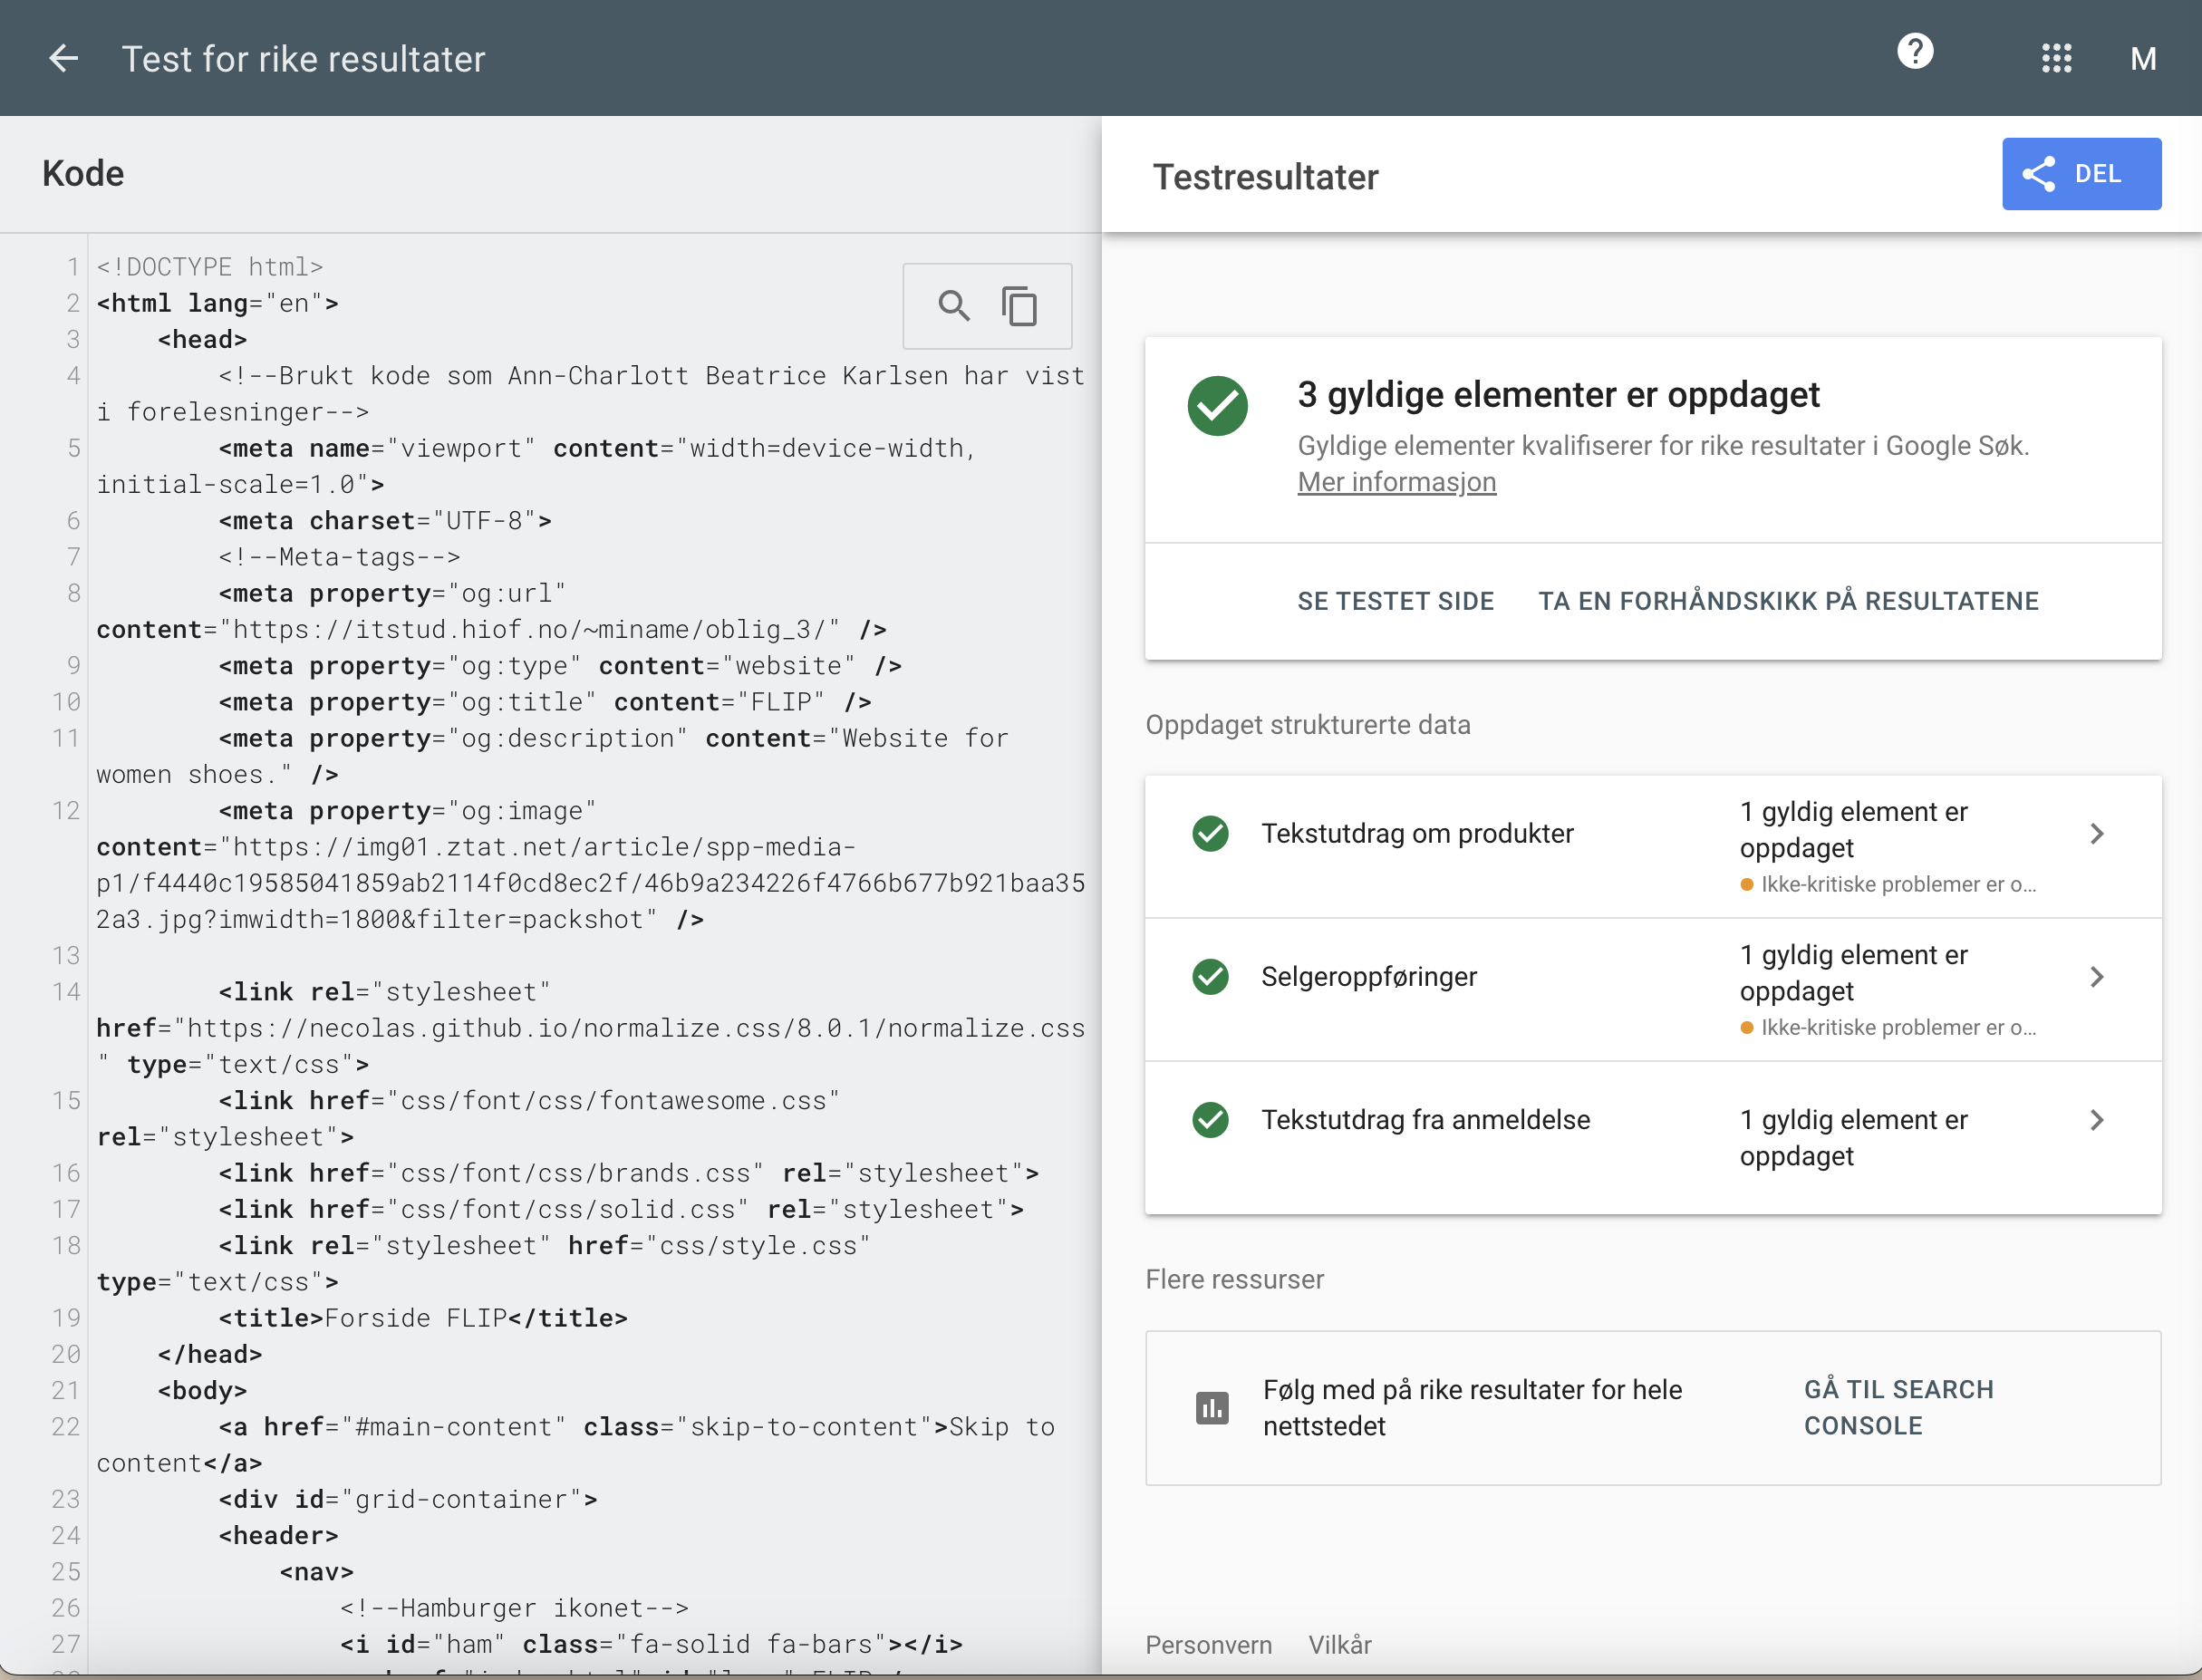 Test for rike resultater
M
Kode
1 <!DOCTYPE html>
2 <html lang="en">
3 <head>
4 <!--Brukt kode som Ann-Charlott Beatrice Karlsen har vist
i forelesninger-->
5 <meta name="viewport" content="width=device-width,
initial-scale=1.0">
6 <meta charset="UTF-8">
7 <!--Meta-tags-->
8 <meta property="og:url"
content="https://itstud.hiof.no/~miname/oblig_3/" />
9 <meta property="og:type" content="website" />
10 <meta property="og:title" content="FLIP" />
11 <meta property="og:description" content="Website for
women shoes." />
12 <meta property="og:image"
content="https://img01.ztat.net/article/spp-media-
p1/f4440c19585041859ab2114f0cd8ec2f/46b9a234226f4766b677b921baa35
2a3.jpg?imwidth=1800&filter=packshot" />
13
14 <link rel="stylesheet"
href="https://necolas.github.io/normalize.css/8.0.1/normalize.css
" type="text/css">
15 <link href="css/font/css/fontawesome.css"
rel="stylesheet">
16 <link href="css/font/css/brands.css" rel="stylesheet">
17 <link href="css/font/css/solid.css" rel="stylesheet">
18 <link rel="stylesheet" href="css/style.css"
type="text/css">
19 <title>Forside FLIP</title>
20 </head>
21 <body>
22 <a href="#main-content" class="skip-to-content">Skip to
content</a>
23 <div id="grid-container">
24 <header>
25 <nav>
26 <!--Hamburger ikonet-->
27 <i id="ham" class="fa-solid fa-bars"></i>
Testresultater
DEL
3 gyldige elementer er oppdaget
Gyldige elementer kvalifiserer for rike resultater i Google Søk.
Mer informasjon
SE TESTET SIDE TA EN FORHÅNDSKIKK PÅ RESULTATENE
Oppdaget strukturerte data
Tekstutdrag om produkter
1 gyldig element er
oppdaget
Ikke-kritiske problemer er o...
Selgeroppføringer
1 gyldig element er
oppdaget
Ikke-kritiske problemer er o...
Tekstutdrag fra anmeldelse
1 gyldig element er
oppdaget
Flere ressurser
Følg med på rike resultater for hele
nettstedet
GÅ TIL SEARCH
CONSOLE
Personvern Vilkår